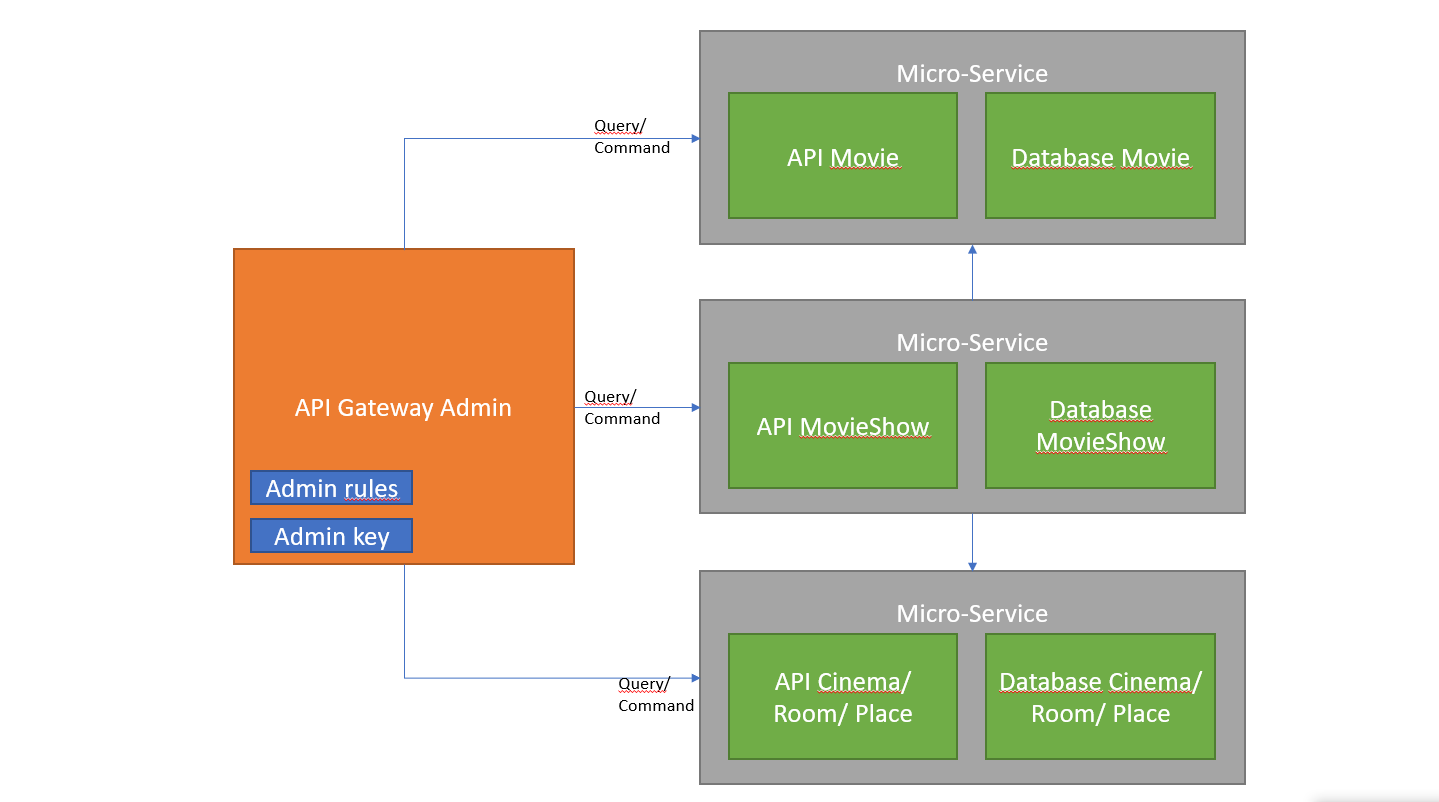 Micro-Service
API Movie
Database Movie
Query/
Command
API Gateway Admin
Admin rules
Admin key
Query/
Command
Micro-Service
API MovieShow
Database
MovieShow
Query/
Command
Micro-Service
API Cinema/
Room/ Place
Database Cinema/
Room/ Place